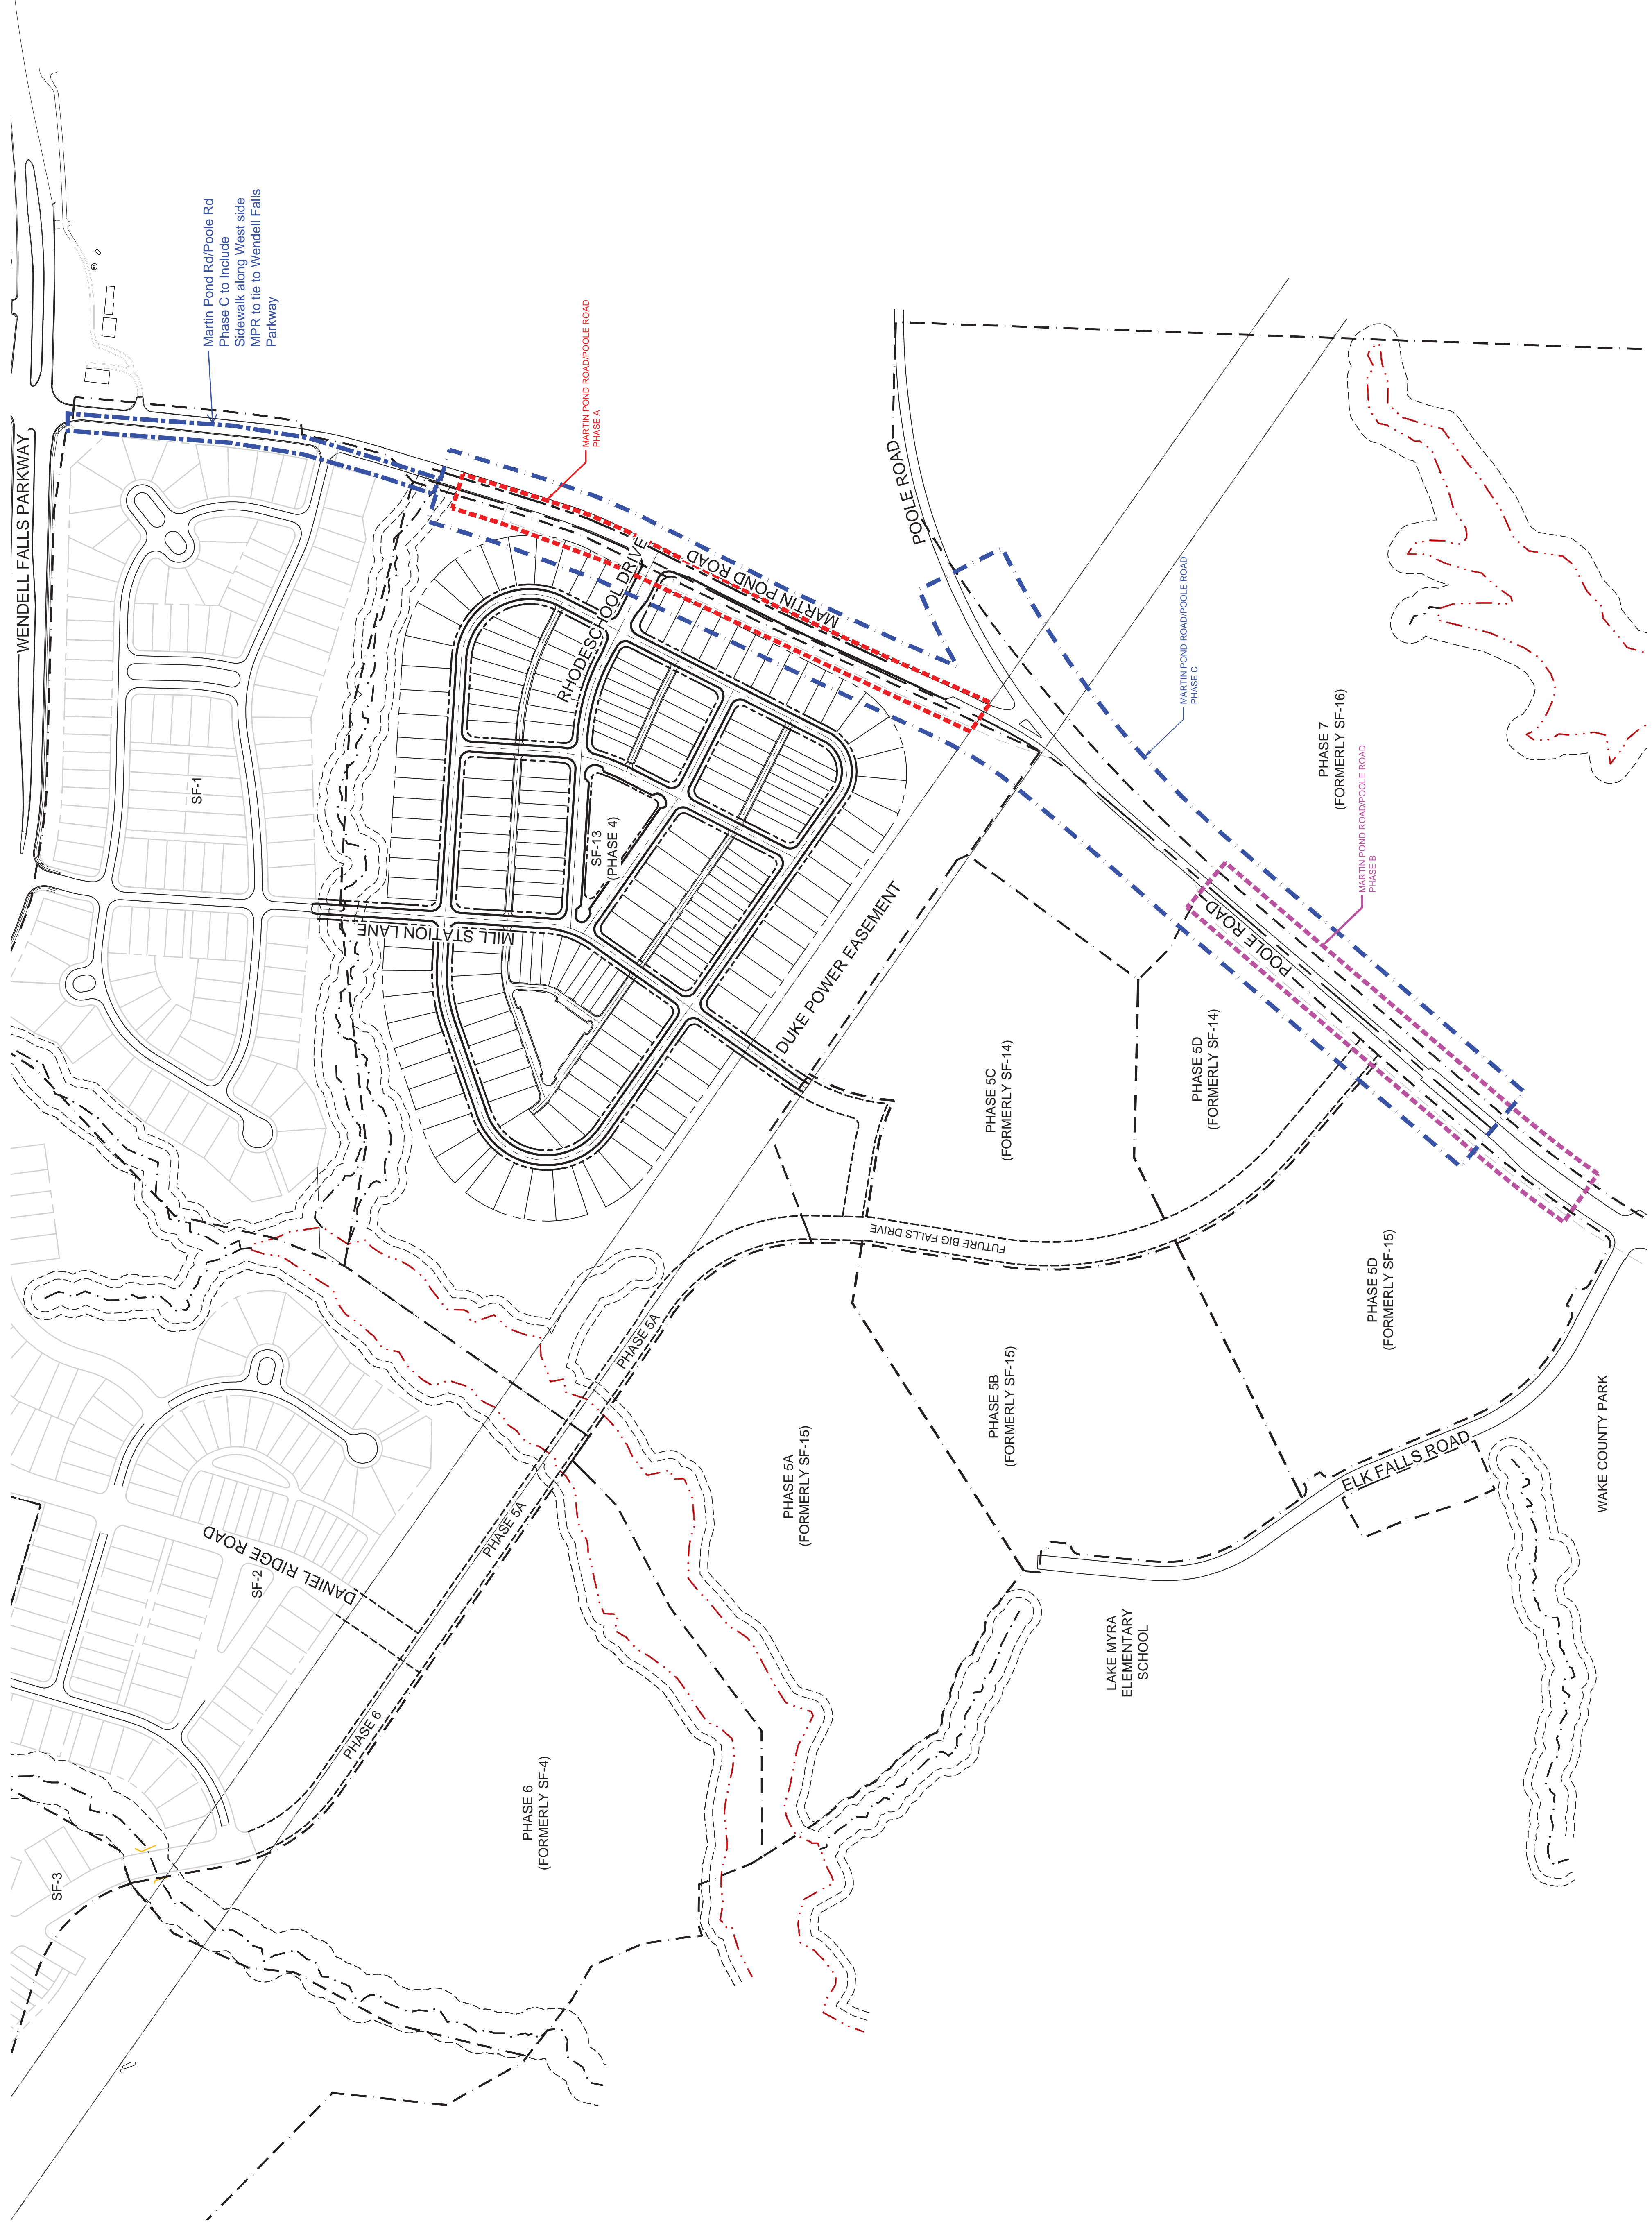 WENDELL FALLS PARKWAY
Martin Pond Rd/Poole Rd
Phase C to Include
Sidewalk along West side
MPR to tie to Wendell Falls
Parkway
MARTIN POND ROAD/POOLE ROAD
PHASE A
SF-1
RHODESCHOOL DRIVE
MARTIN POND ROAD
POOLE ROAD
SF-13
(PHASE 4)
MILL STATION LANE
DUKE POWER EASEMENT
MARTIN POND ROAD/POOLE ROAD
PHASE C
PHASE 7
(FORMERLY SF-16)
MARTIN POND ROAD/POOLE ROAD
PHASE B
POOLE ROAD
PHASE 5C
(FORMERLY SF-14)
PHASE 5D
(FORMERLY SF-14)
FUTURE BIG FALLS DRIVE
PHASE 5D
(FORMERLY SF-15)
PHASE 5A
PHASE 5B
(FORMERLY SF-15)
PHASE 5A
(FORMERLY SF-15)
ELK FALLS ROAD
WAKE COUNTY PARK
PHASE 5A
DANIEL RIDGE ROAD
SF-2
LAKE MYRA
ELEMENTARY
SCHOOL
PHASE 6
PHASE 6
(FORMERLY SF-4)
SF-3